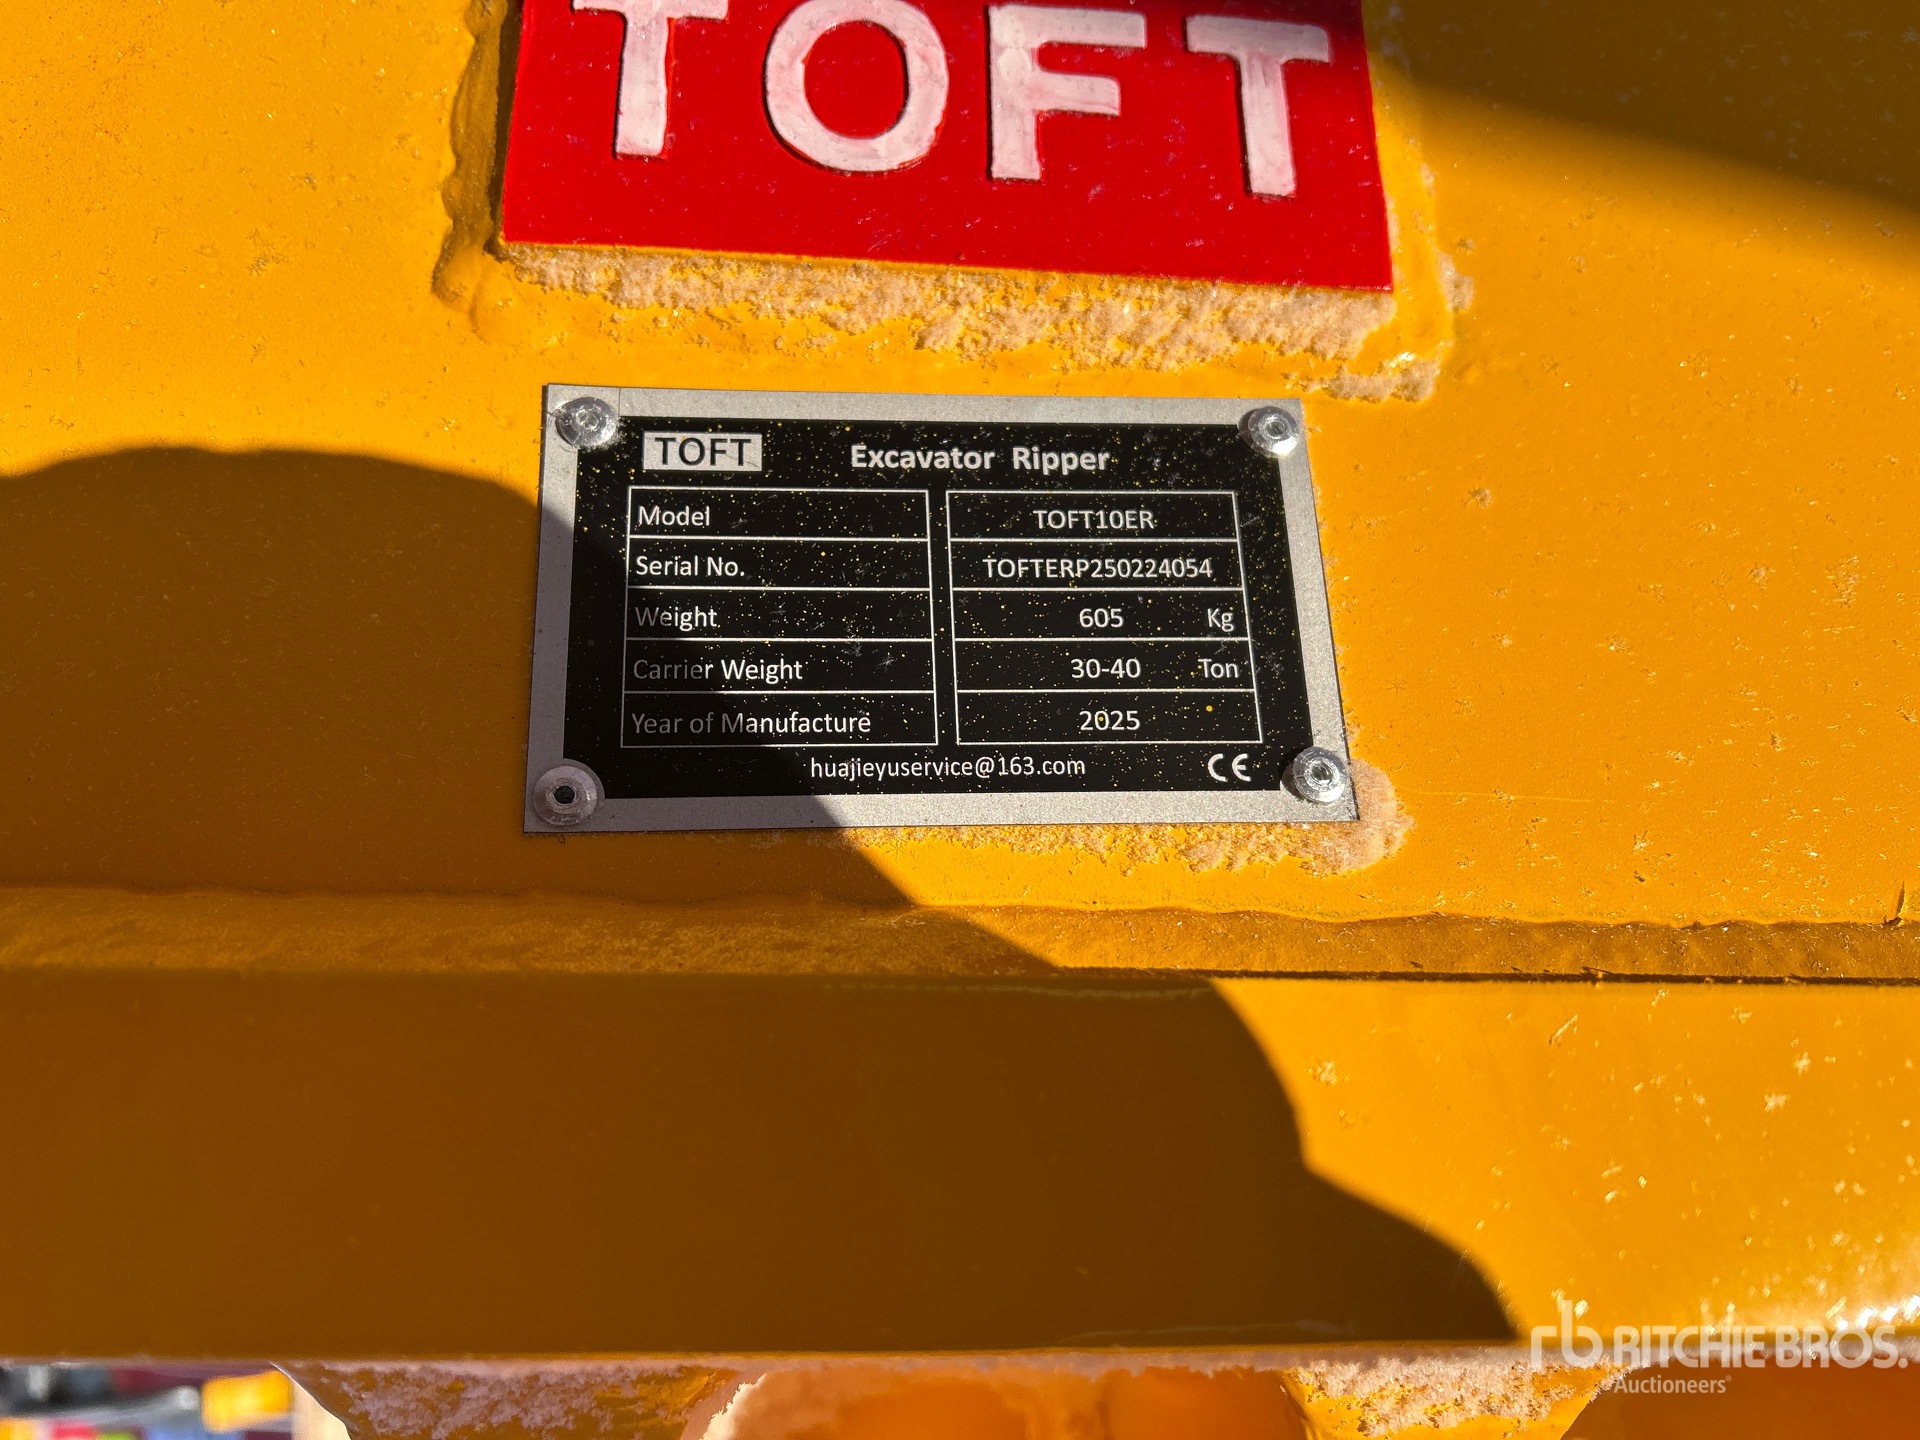 TOFT
TOFT Excavator Ripper
Model TOFT10ER
Serial No. TOFTERP250224054
Weight 605 Kg
Carrier Weight 30-40 Ton
Year of Manufacture 2025
huajieyuservice@163.com CE
rb RITCHIE BROS.
Auctioneers